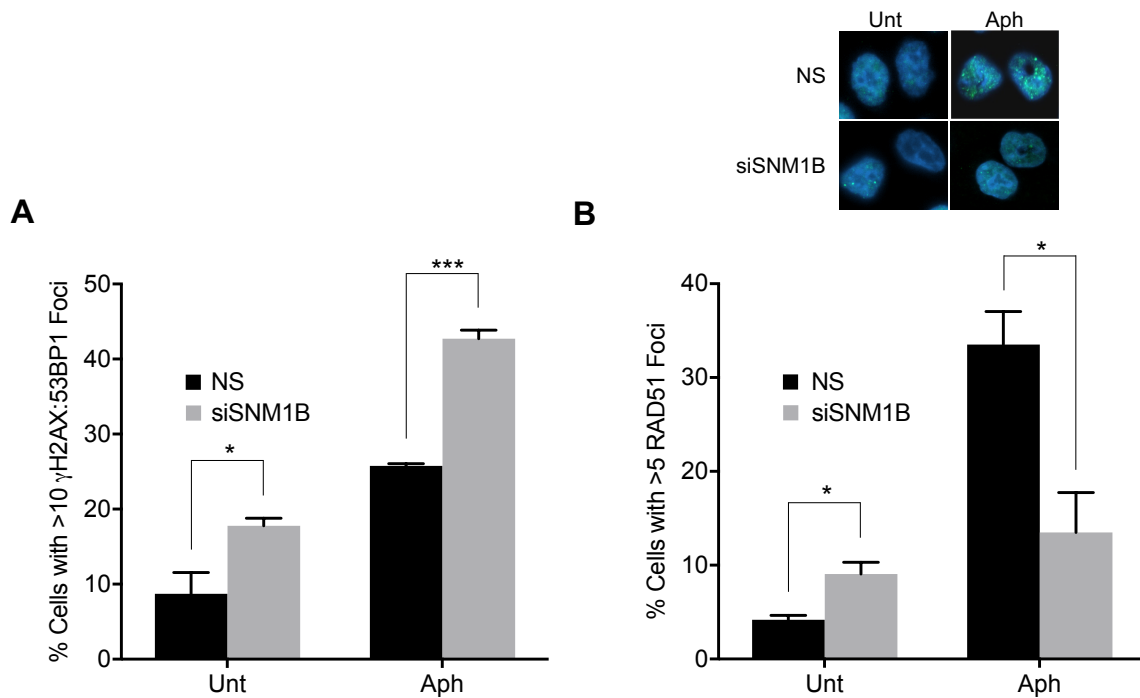 Unt Aph
NS
siSNM1B
A
% Cells with >10 γH2AX:53BP1 Foci
50
40
30
20
10
0
***
*
NS
siSNM1B
Unt Aph
B
% Cells with >5 RAD51 Foci
40
30
20
10
0
*
*
NS
siSNM1B
Unt Aph